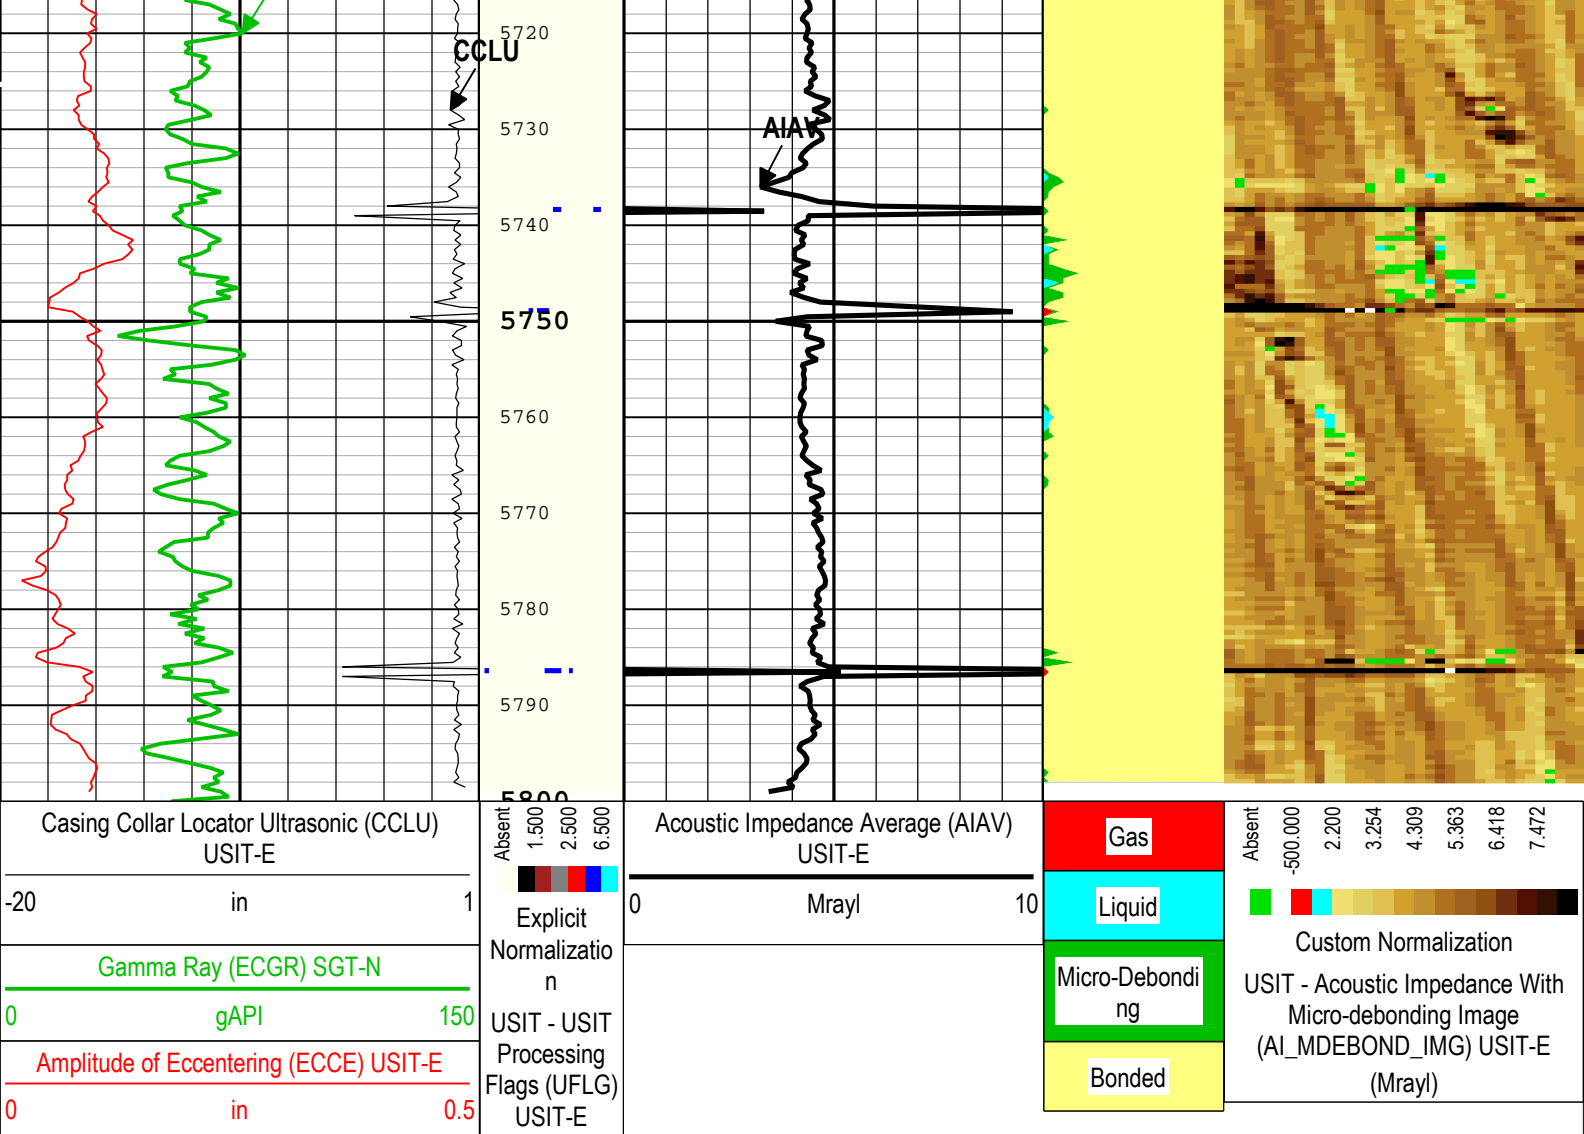 5720
CCLU
5730
AIAV
5740
5750
5760
5770
5780
5790
5800
Casing Collar Locator Ultrasonic (CCLU)
USIT-E
-20 in 1
Gamma Ray (ECGR) SGT-N
0 gAPI 150
Amplitude of Eccentering (ECCE) USIT-E
0 in 0.5
Absent
1.500
2.500
6.500
Explicit
Normalizatio
n
USIT - USIT
Processing
Flags (UFLG)
USIT-E
Acoustic Impedance Average (AIAV)
USIT-E
0 Mrayl 10
Gas
Liquid
Micro-Debondi
ng
Bonded
Absent
-500.000
2.200
3.254
4.309
5.363
6.418
7.472
Custom Normalization
USIT - Acoustic Impedance With
Micro-debonding Image
(AI_MDEBOND_IMG) USIT-E
(Mrayl)